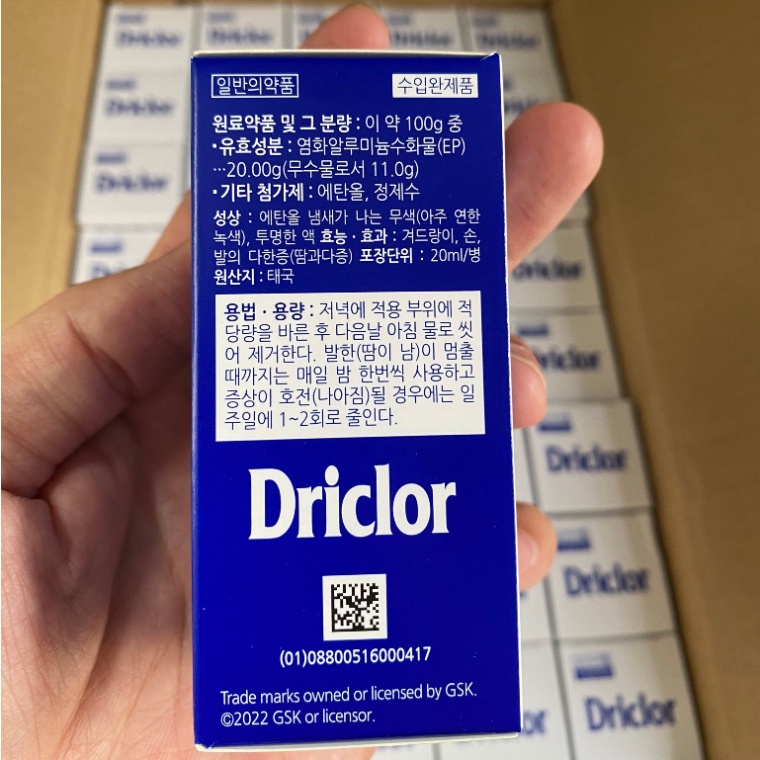 일반의약품 수입완제품
원료약품 및 그 분량 : 이 약 100g 중
•유효성분 : 염화알루미늄수화물(EP)
···20.00g(무수물로서 11.0g)
•기타 첨가제 : 에탄올, 정제수
성상 : 에탄올 냄새가 나는 무색(아주 연한
녹색), 투명한 액 효능·효과 : 겨드랑이, 손,
발의 다한증(땀과다증) 포장단위 : 20ml/병
원산지 : 태국
용법·용량 : 저녁에 적용 부위에 적
당량을 바른 후 다음날 아침 물로 씻
어 제거한다. 발한(땀이 남)이 멈출
때까지는 매일 밤 한번씩 사용하고
증상이 호전(나아짐)될 경우에는 일
주일에 1~2회로 줄인다.
Driclor
(01)08800516000417
Trade marks owned or licensed by GSK.
©2022 GSK or licensor.
Driclor
Driclor
Driclor
Driclor
Driclor
Driclor
Driclor
Driclor